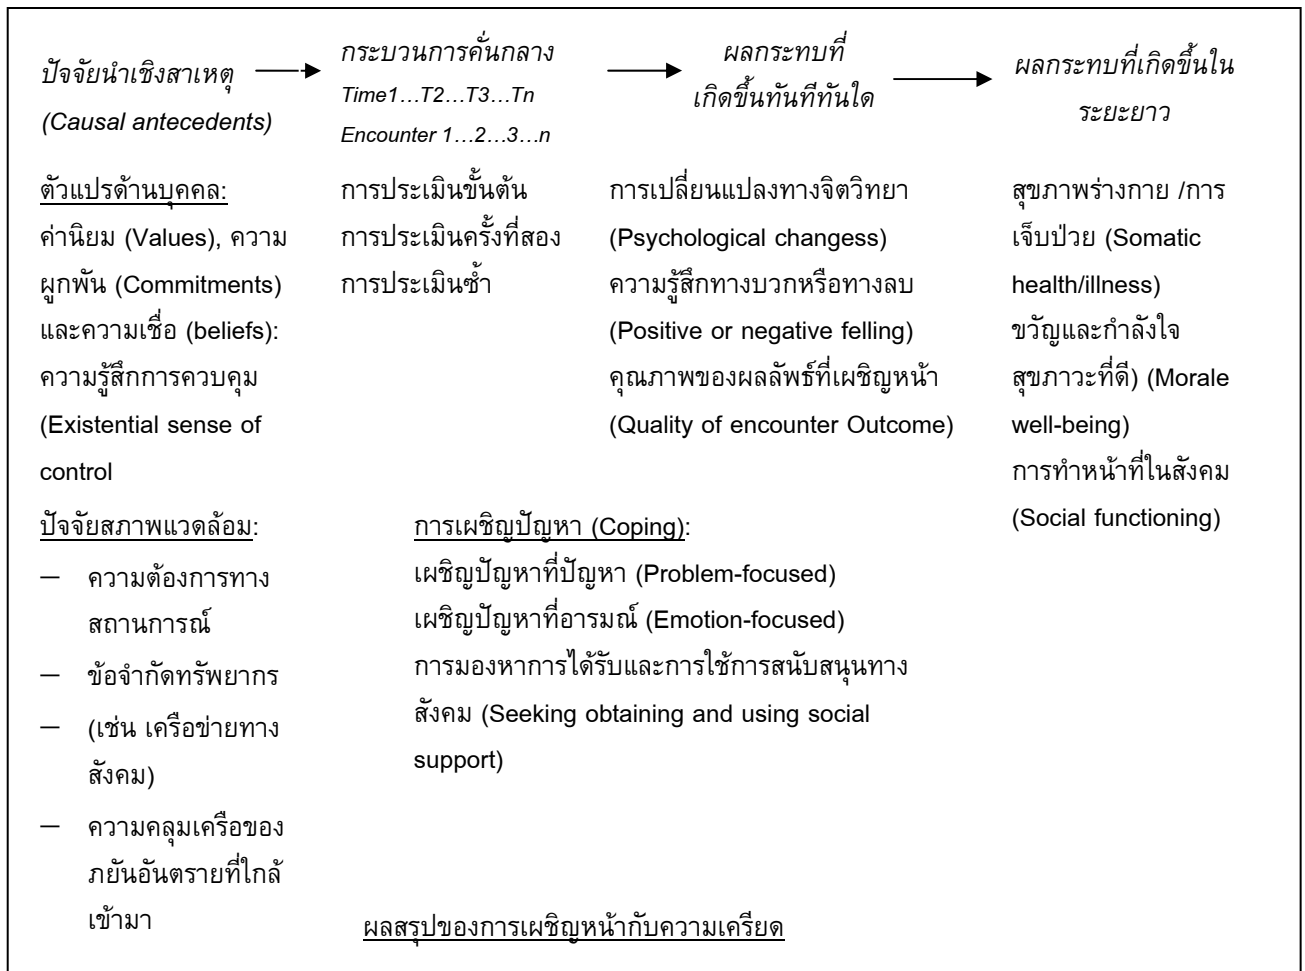 ปัจจัยนำเชิงสาเหตุ
(Causal antecedents)
กระบวนการคั่นกลาง
Time1…T2…T3…Tn
Encounter 1…2…3…n
ผลกระทบที่
เกิดขึ้นทันทีทันใด
ผลกระทบที่เกิดขึ้นใน
ระยะยาว
ตัวแปรด้านบุคคล:
ค่านิยม (Values), ความ
ผูกพัน (Commitments)
และความเชื่อ (beliefs):
ความรู้สึกการควบคุม
(Existential sense of
control
การประเมินขั้นต้น
การประเมินครั้งที่สอง
การประเมินซ้ำ
การเปลี่ยนแปลงทางจิตวิทยา
(Psychological changess)
ความรู้สึกทางบวกหรือทางลบ
(Positive or negative felling)
คุณภาพของผลลัพธ์ที่เผชิญหน้า
(Quality of encounter Outcome)
สุขภาพร่างกาย /การ
เจ็บป่วย (Somatic
health/illness)
ขวัญและกำลังใจ
สุขภาวะที่ดี) (Morale
well-being)
การทำหน้าที่ในสังคม
(Social functioning)
ปัจจัยสภาพแวดล้อม:
— ความต้องการทาง
สถานการณ์
— ข้อจำกัดทรัพยากร
— (เช่น เครือข่ายทาง
สังคม)
— ความคลุมเครือของ
ภยันอันตรายที่ใกล้
เข้ามา
การเผชิญปัญหา (Coping):
เผชิญปัญหาที่ปัญหา (Problem-focused)
เผชิญปัญหาที่อารมณ์ (Emotion-focused)
การมองหาการได้รับและการใช้การสนับสนุนทาง
สังคม (Seeking obtaining and using social
support)
ผลสรุปของการเผชิญหน้ากับความเครียด